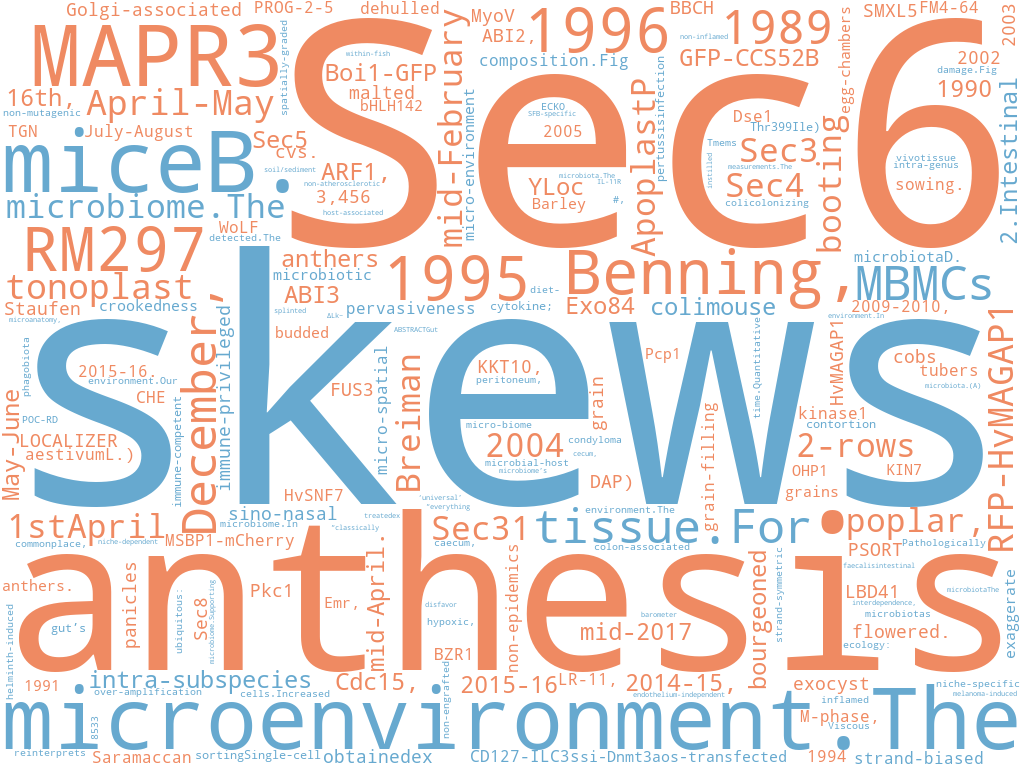 Golgi-associated
PROG-2-5
dehulled
MyoV
BBCH
SMXL5
FM4-64
2003
MAPR3
Sec6
1996
1989
ABI2,
non-inflamed
composition.Fig
GFP-CCS52B
within-fish
spatially-graded
Boi1-GFP
malted
bHLH142
mid-February
egg-chambers
2002
damage.Fig
1990
16th,
April-May
non-mutagenic
TGN
July-August
miceB.
Sec5
cvs.
ECKO
SFB-specific
2005
pertussisinfection
ApoplastP
Dse1
Thr399Ile)
Tmems
Sec3
measurements.The
instilled
Sec4
colicolonizing
booting
vivotissue
intra-genus
sowing.
2.Intestinal
soil/sediment
ARF1,
non-atherosclerotic
3,456
host-associated
micro-environment
microbiota.The
IL-11R
YLoc
Barley
#,
microbiome.The
WoLF
detected.The
RM297
anthers
microbiotic
1995
diet-
Benning,
microbiotaD.
MBMCs
tonoplast
ABI3
pervasiveness
cytokine;
Exo84
colimouse
2009-2010,
environment.In
Staufen
crookedness
microanatomy,
splinted
ΔLk-
budded
ABSTRACTGut
skews
December,
immune-privileged
phagobiota
2015-16.
environment.Our
CHE
FUS3
micro-spatial
Breiman
KKT10,
peritoneum,
grain
Pcp1
time.Quantitative
HvMAGAP1
cobs
tubers
microbiota.(A)
RFP-HvMAGAP1
May-June
POC-RD
LOCALIZER
aestivumL.)
immune-competent
micro-biome
2004
condyloma
microbial-host
cecum,
microbiome's
grain-filling
kinase1
contortion
2-rows
OHP1
KIN7
DAP)
grains
HvSNF7
'universal'
"everything
sino-nasal
treatedex
microbiome.In
"classically
environment.The
1stApril,
MSBP1-mCherry
commonplace,
niche-dependent
Sec31
tissue.For
poplar,
caecum,
colon-associated
PSORT
Pathologically
faecalisintestinal
anthesis
anthers.
panicles
ubiquitous:
Sec8
microbiome.Supporting
Pkc1
Emr,
mid-April.
disfavor
hypoxic,
non-epidemics
barometer
mid-2017
bourgeoned
strand-symmetric
LBD41
microbiotaThe
interdependence,
microbiotas
flowered.
ecology:
exaggerate
helminth-induced
gut’s
BZR1
1991
intra-subspecies
over-amplification
cells.Increased
Cdc15,
non-engrafted
2015-16
LR-11,
2014-15,
endothelium-independent
exocyst
inflamed
niche-specific
melanoma-induced
microenvironment.The
8533
M-phase,
Viscous
reinterprets
Saramaccan
sortingSingle-cell
obtainedex
CD127-ILC3ssi-Dnmt3aos-transfected
1994
strand-biased